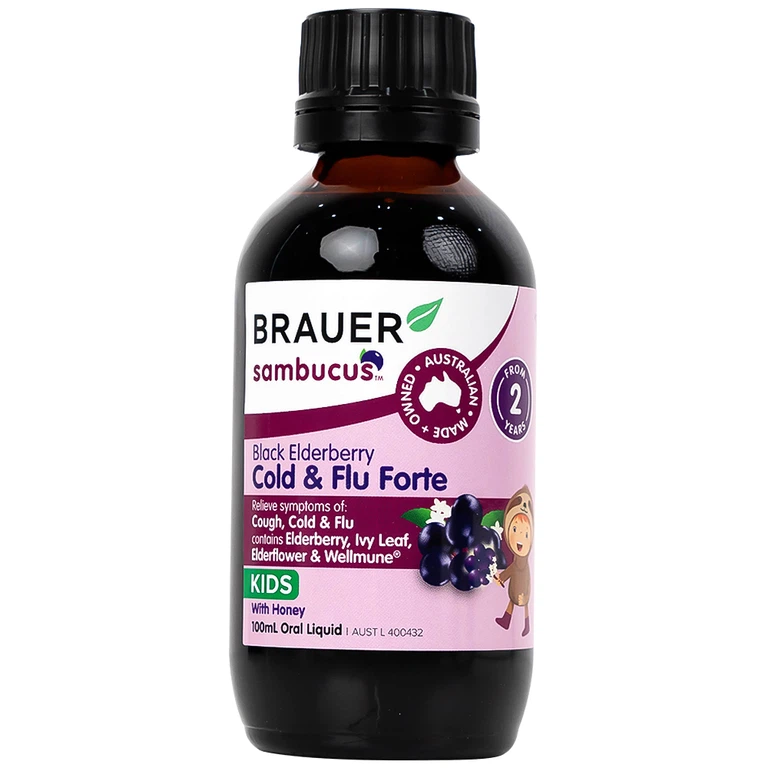 BRAUER
sambucus™
• AUSTRALIAN • MADE + OWNED
FROM
2
YEARS
Black Elderberry
Cold & Flu Forte
Relieve symptoms of:
Cough, Cold & Flu
contains Elderberry, Ivy Leaf,
Elderflower & Wellmune®
KIDS
With Honey
100mL Oral Liquid | AUST L 400432